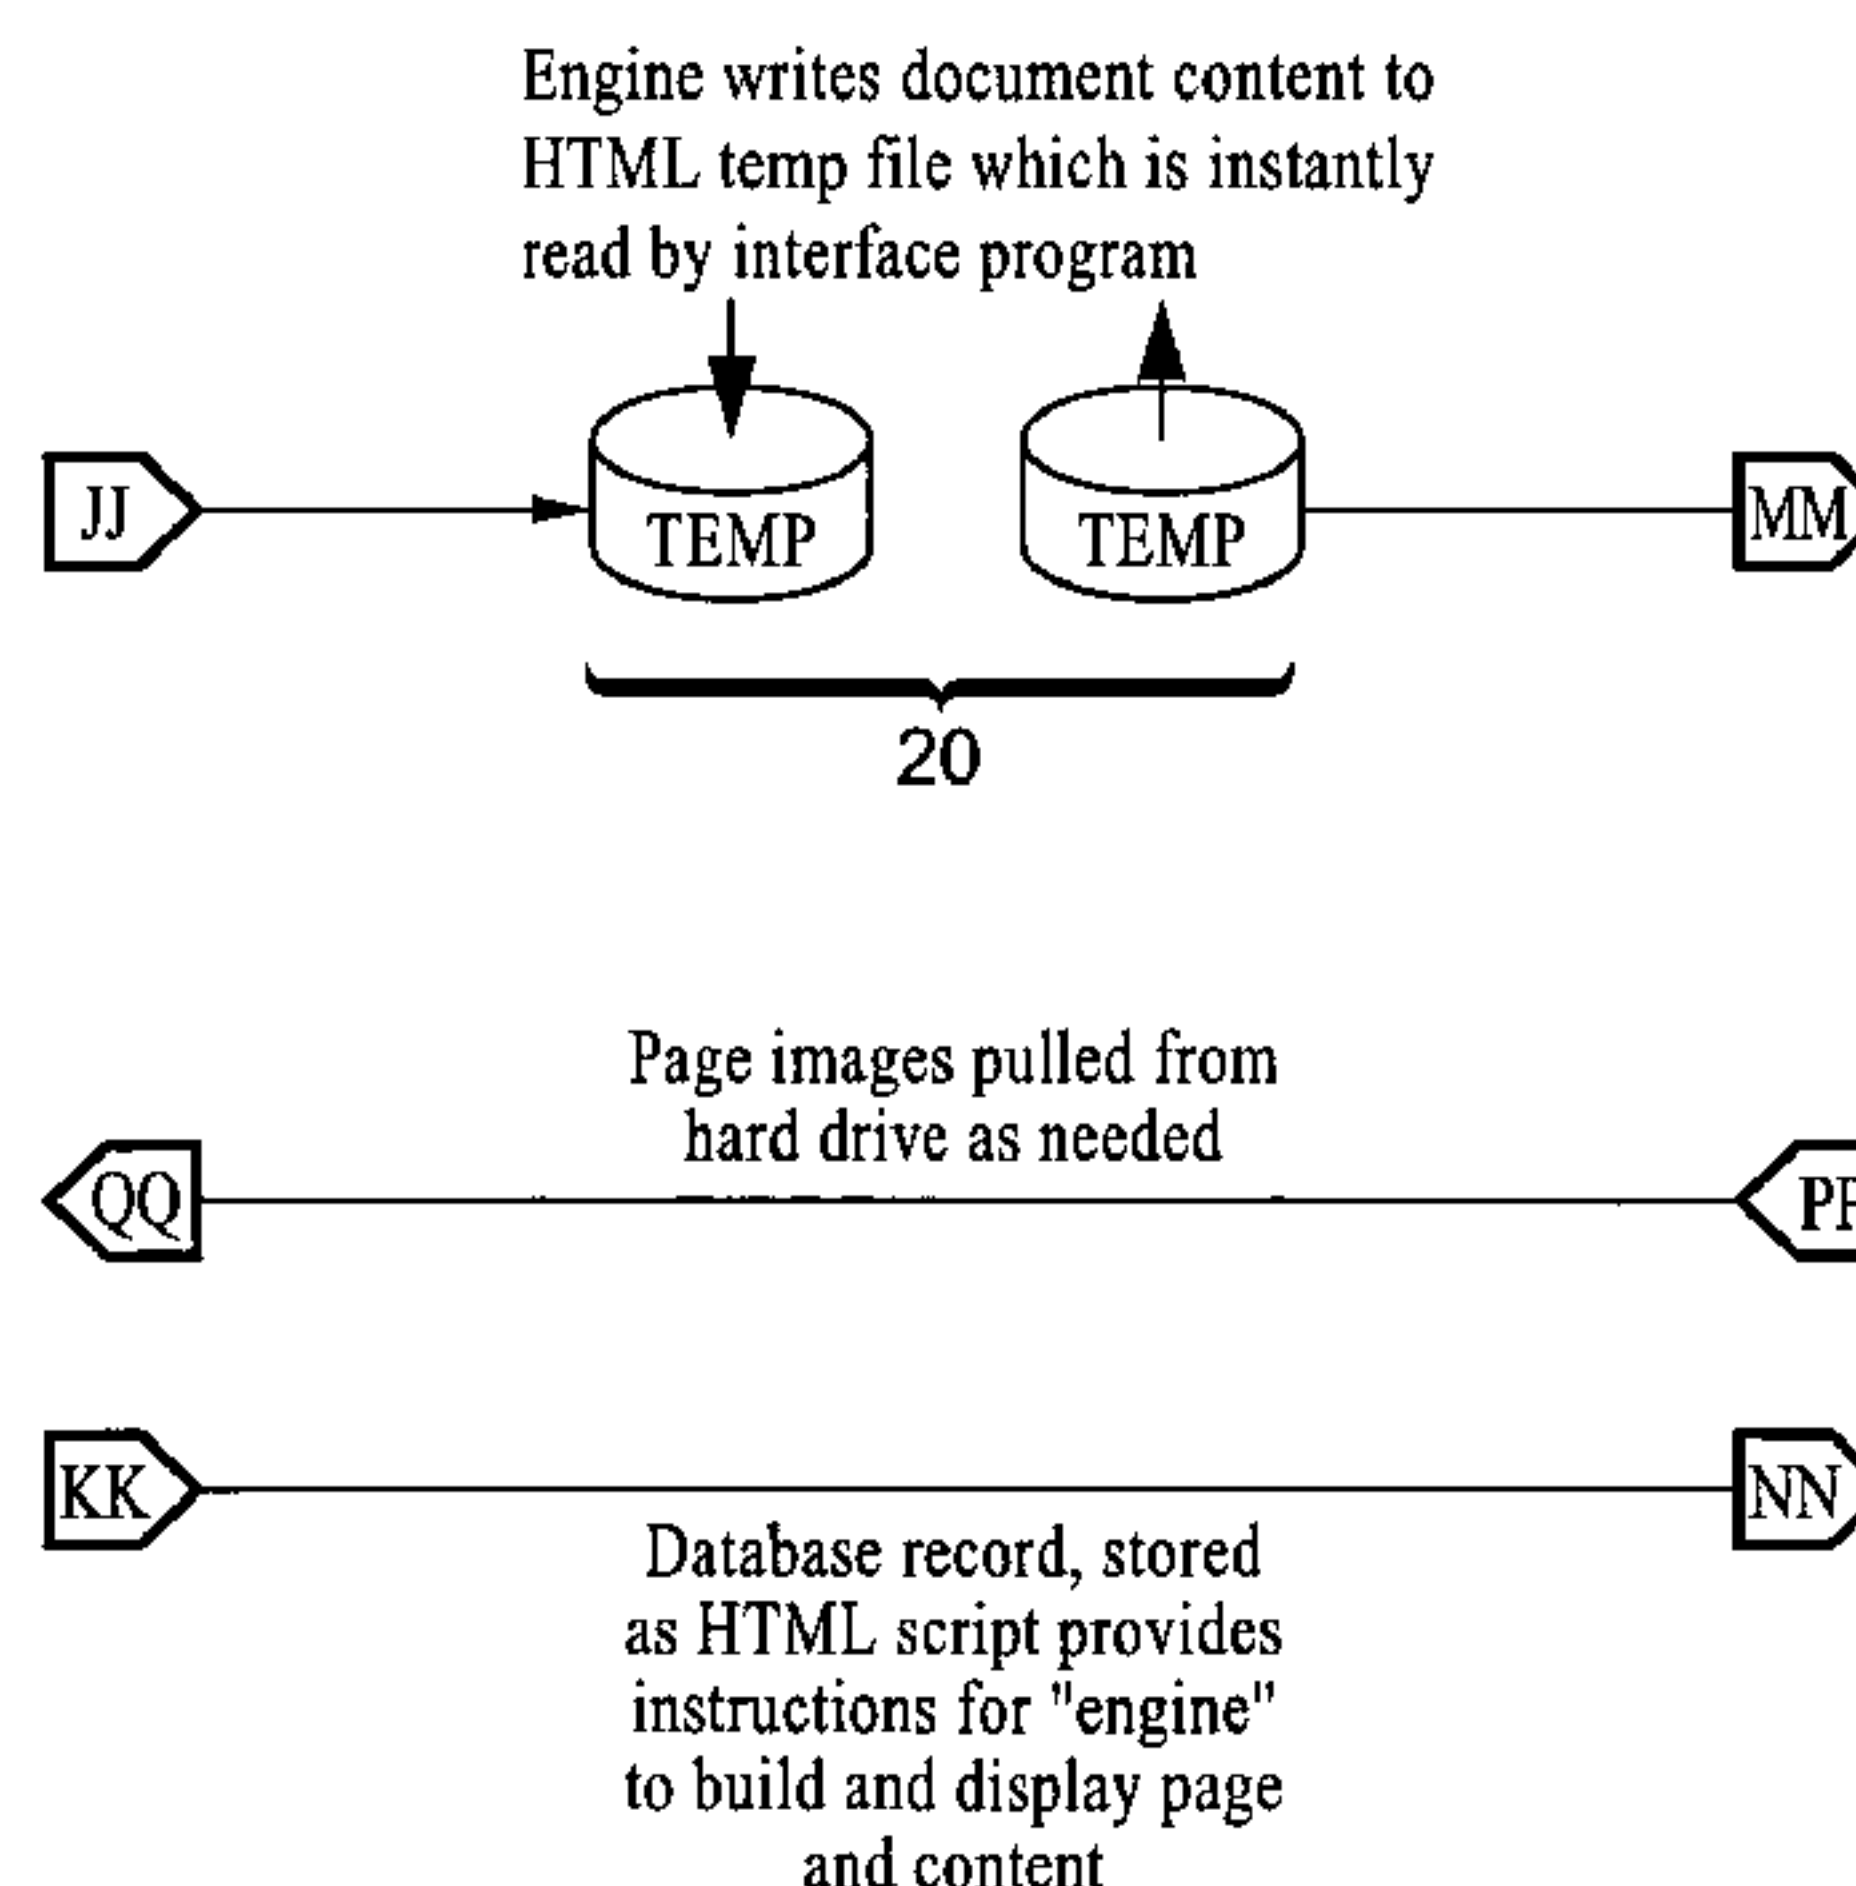 Engine writes document content to
HTML temp file which is instantly
read by interface program
JJ
TEMP
TEMP
MM
20
Page images pulled from
hard drive as needed
QQ
PP
KK
NN
Database record, stored
as HTML script provides
instructions for "engine"
to build and display page
and content